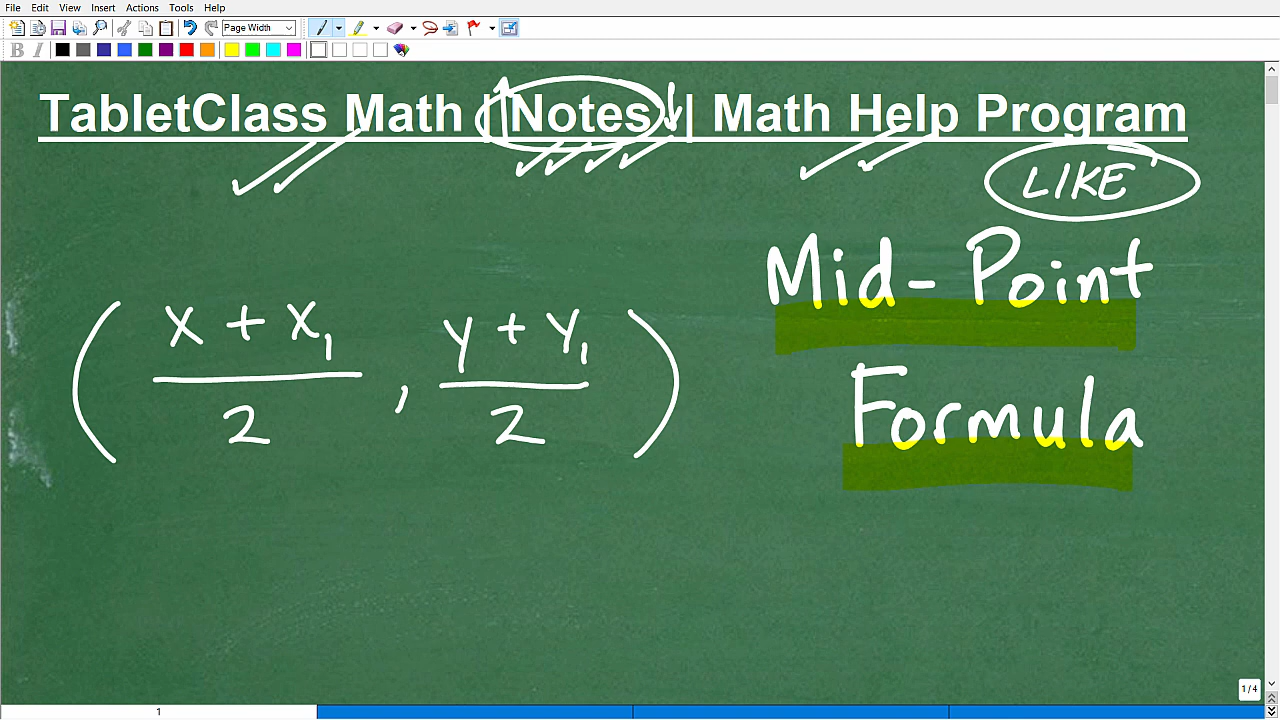 File Edit View Insert Actions Tools Help
Page Width
B I
TabletClass Math | Notes | Math Help Program
LIKE
Mid-Point
Formula
( x + x₁ / 2 , y + y₁ / 2 )
1/4
1